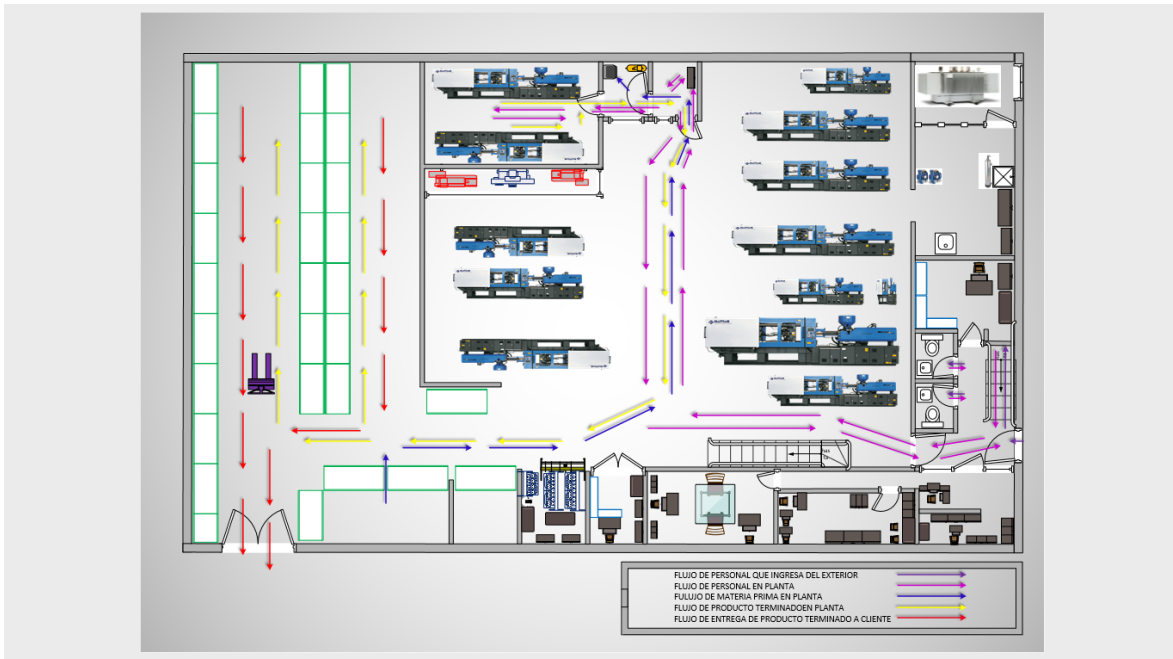 FLUJO DE PERSONAL QUE INGRESA DEL EXTERIOR
FLUJO DE PERSONAL EN PLANTA
FULUJO DE MATERIA PRIMA EN PLANTA
FLUJO DE PRODUCTO TERMINADOEN PLANTA
FLUJO DE ENTREGA DE PRODUCTO TERMINADO A CLIENTE